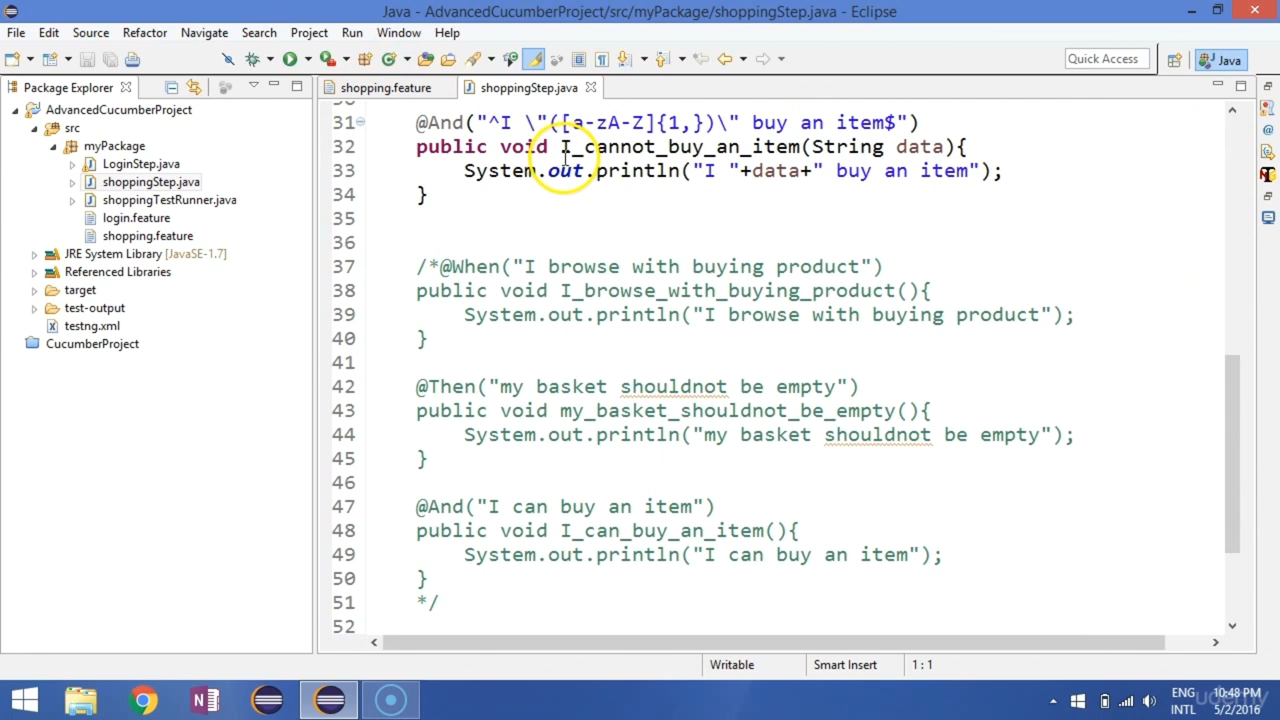 Java - AdvancedCucumberProject/src/myPackage/shoppingStep.java - Eclipse
File Edit Source Refactor Navigate Search Project Run Window Help
Quick Access
Java
Package Explorer
shopping.feature
shoppingStep.java
AdvancedCucumberProject
src
myPackage
LoginStep.java
shoppingStep.java
shoppingTestRunner.java
login.feature
shopping.feature
JRE System Library [JavaSE-1.7]
Referenced Libraries
target
test-output
testng.xml
CucumberProject
31 @And("^I \"([a-zA-Z]{1,})\" buy an item$")
32 public void I_cannot_buy_an_item(String data){
33 System.out.println("I "+data+" buy an item");
34 }
35
36
37 /*@When("I browse with buying product")
38 public void I_browse_with_buying_product(){
39 System.out.println("I browse with buying product");
40 }
41
42 @Then("my basket shouldnot be empty")
43 public void my_basket_shouldnot_be_empty(){
44 System.out.println("my basket shouldnot be empty");
45 }
46
47 @And("I can buy an item")
48 public void I_can_buy_an_item(){
49 System.out.println("I can buy an item");
50 }
51 */
52
Writable Smart Insert 1 : 1
ENG 10:48 PM
INTL 5/2/2016
udemy